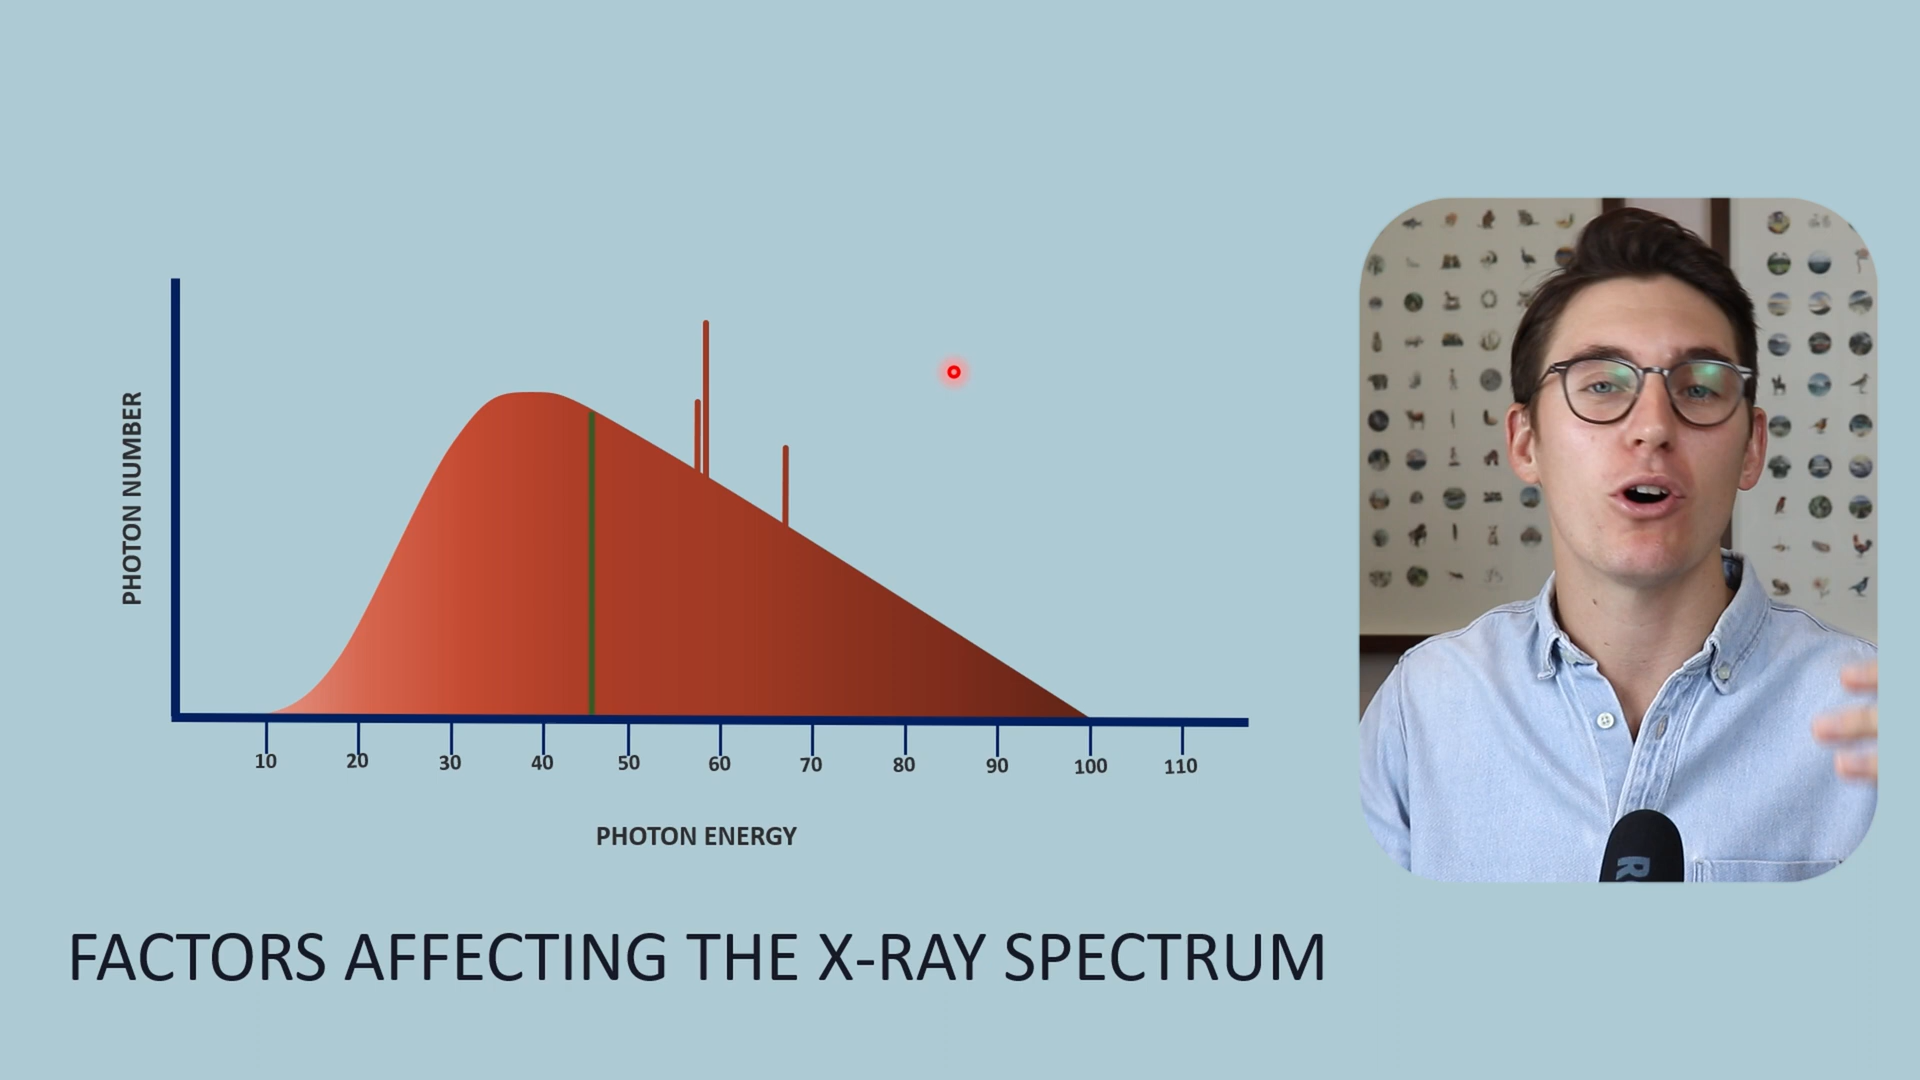 PHOTON NUMBER
10 20 30 40 50 60 70 80 90 100 110
PHOTON ENERGY
FACTORS AFFECTING THE X-RAY SPECTRUM